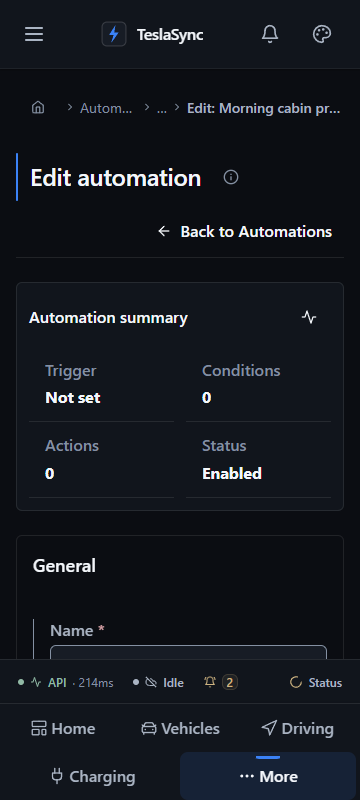 TeslaSync
Autom... ... Edit: Morning cabin pr...
Edit automation
Back to Automations
Automation summary
Trigger Conditions
Not set 0
Actions Status
0 Enabled
General
Name *
API · 214ms Idle 2 Status
Home Vehicles Driving
Charging More